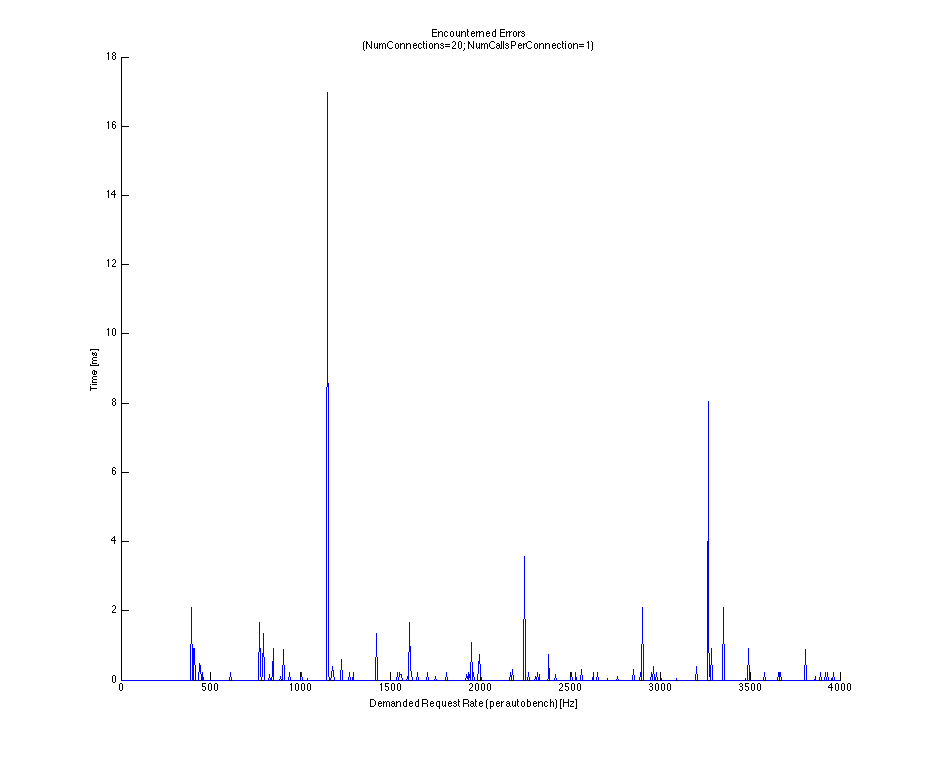 Encounterned Errors
(NumConnections=20; NumCallsPerConnection=1)
18
16
14
12
10
8
6
4
2
0
Time [ms]
0 500 1000 1500 2000 2500 3000 3500 4000
Demanded Request Rate (per autobench) [Hz]